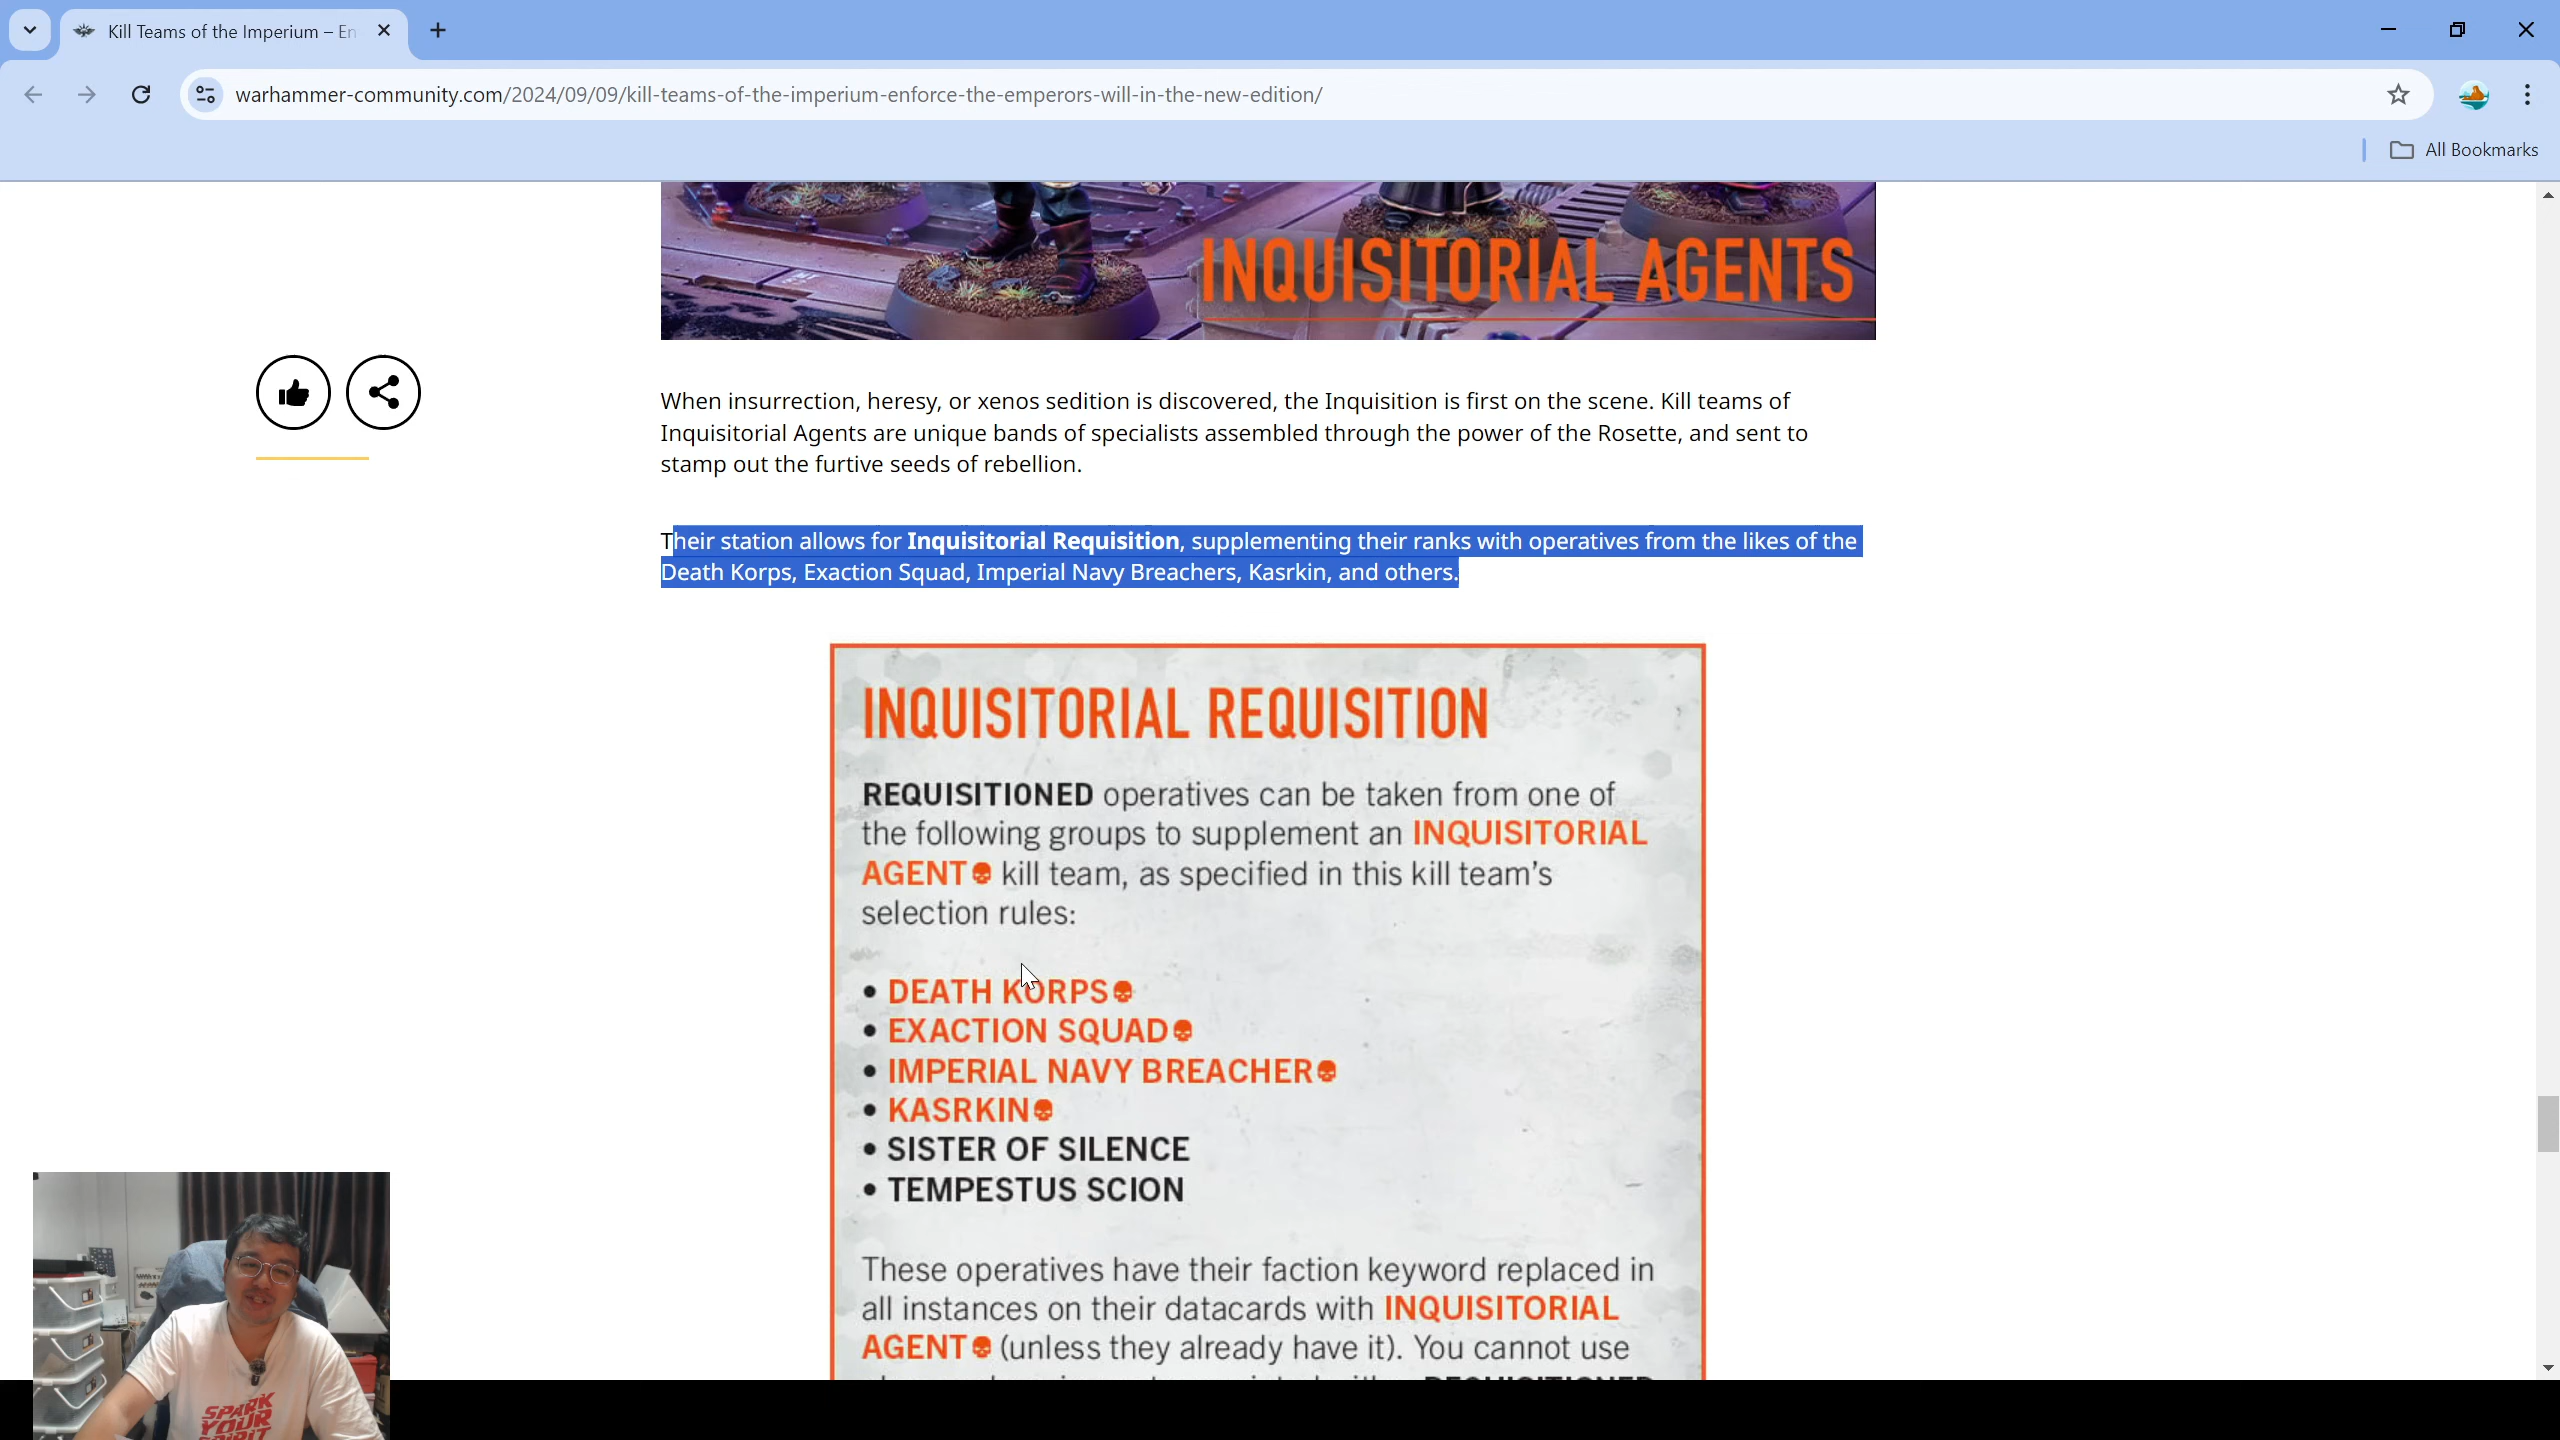 Kill Teams of the Imperium – En
warhammer-community.com/2024/09/09/kill-teams-of-the-imperium-enforce-the-emperors-will-in-the-new-edition/
All Bookmarks
INQUISITORIAL AGENTS
When insurrection, heresy, or xenos sedition is discovered, the Inquisition is first on the scene. Kill teams of
Inquisitorial Agents are unique bands of specialists assembled through the power of the Rosette, and sent to
stamp out the furtive seeds of rebellion.
Their station allows for Inquisitorial Requisition, supplementing their ranks with operatives from the likes of the
Death Korps, Exaction Squad, Imperial Navy Breachers, Kasrkin, and others.
INQUISITORIAL REQUISITION
REQUISITIONED operatives can be taken from one of
the following groups to supplement an INQUISITORIAL
AGENT kill team, as specified in this kill team's
selection rules:
• DEATH KORPS
• EXACTION SQUAD
• IMPERIAL NAVY BREACHER
• KASRKIN
• SISTER OF SILENCE
• TEMPESTUS SCION
These operatives have their faction keyword replaced in
all instances on their datacards with INQUISITORIAL
AGENT (unless they already have it). You cannot use
SPARK
YOUR